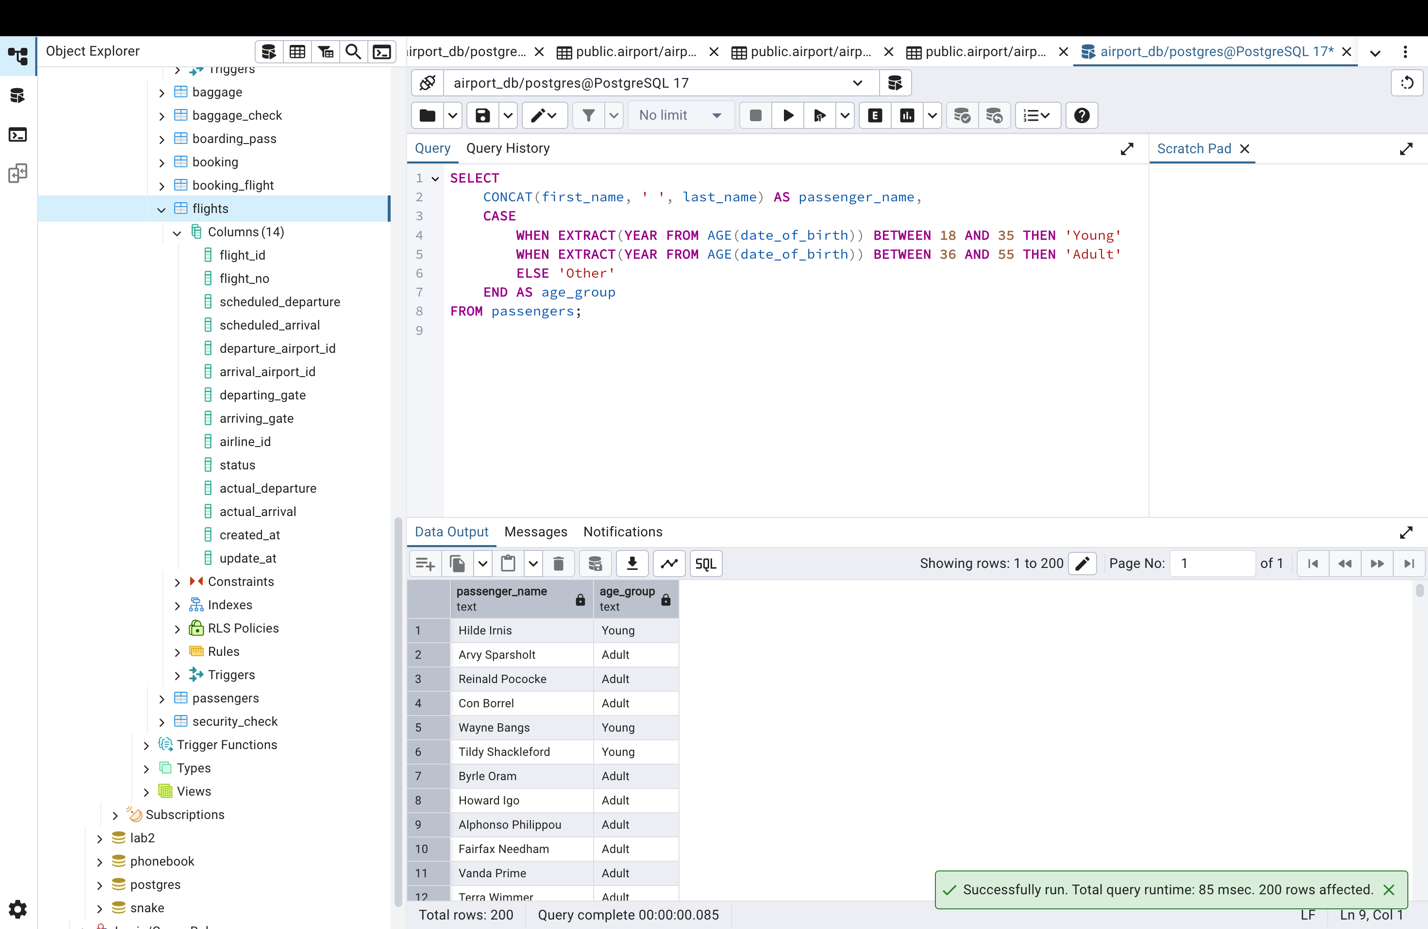 Object Explorer
Triggers
baggage
baggage_check
boarding_pass
booking
booking_flight
flights
Columns (14)
flight_id
flight_no
scheduled_departure
scheduled_arrival
departure_airport_id
arrival_airport_id
departing_gate
arriving_gate
airline_id
status
actual_departure
actual_arrival
created_at
update_at
Constraints
Indexes
RLS Policies
Rules
Triggers
passengers
security_check
Trigger Functions
Types
Views
Subscriptions
lab2
phonebook
postgres
snake
irport_db/postgre...
public.airport/airp...
public.airport/airp...
public.airport/airp...
airport_db/postgres@PostgreSQL 17*
airport_db/postgres@PostgreSQL 17
No limit
E
Query
Query History
Scratch Pad
1 SELECT
2 CONCAT(first_name, ' ', last_name) AS passenger_name,
3 CASE
4 WHEN EXTRACT(YEAR FROM AGE(date_of_birth)) BETWEEN 18 AND 35 THEN 'Young'
5 WHEN EXTRACT(YEAR FROM AGE(date_of_birth)) BETWEEN 36 AND 55 THEN 'Adult'
6 ELSE 'Other'
7 END AS age_group
8 FROM passengers;
9
Data Output Messages Notifications
SQL
Showing rows: 1 to 200
Page No: 1 of 1
passenger_name text
age_group text
1 Hilde Irnis Young
2 Arvy Sparsholt Adult
3 Reinald Pococke Adult
4 Con Borrel Adult
5 Wayne Bangs Young
6 Tildy Shackleford Young
7 Byrle Oram Adult
8 Howard Igo Adult
9 Alphonso Philippou Adult
10 Fairfax Needham Adult
11 Vanda Prime Adult
12 Terra Wimmer Adult
Successfully run. Total query runtime: 85 msec. 200 rows affected.
Total rows: 200
Query complete 00:00:00.085
LF
Ln 9, Col 1